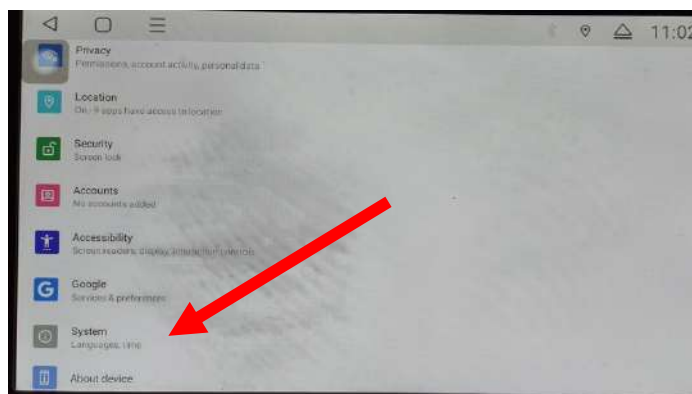 11:02
Privacy
Permissions, account activity, personal data
Location
On - 9 apps have access to location
Security
Screen lock
Accounts
No accounts added
Accessibility
Screen readers, display, interaction controls
Google
Services & preferences
System
Languages, time
About device